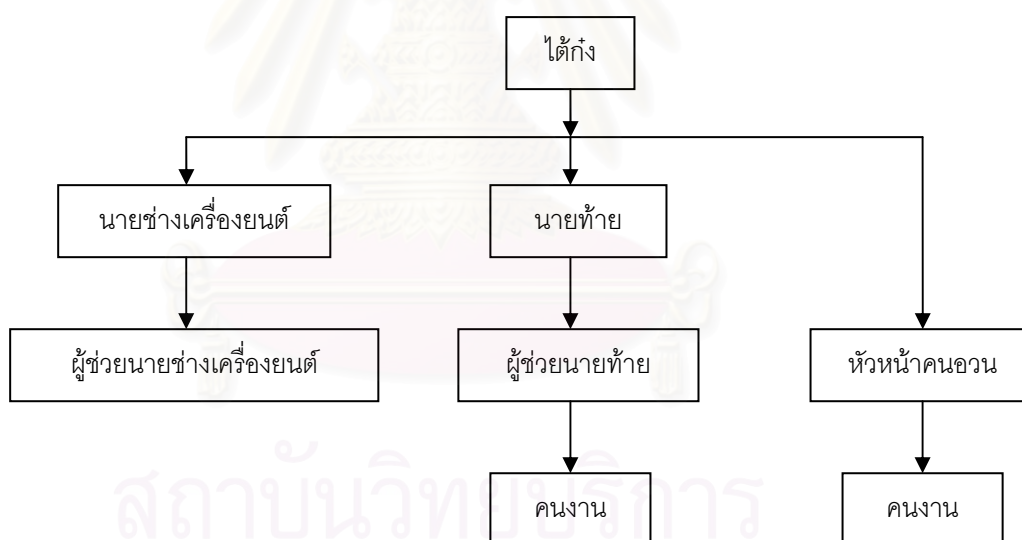 ไต้ก๋ง
นายช่างเครื่องยนต์ นายท้าย
ผู้ช่วยนายช่างเครื่องยนต์ ผู้ช่วยนายท้าย หัวหน้าคนอวน
คนงาน คนงาน
สถาบันวิทยบริการ